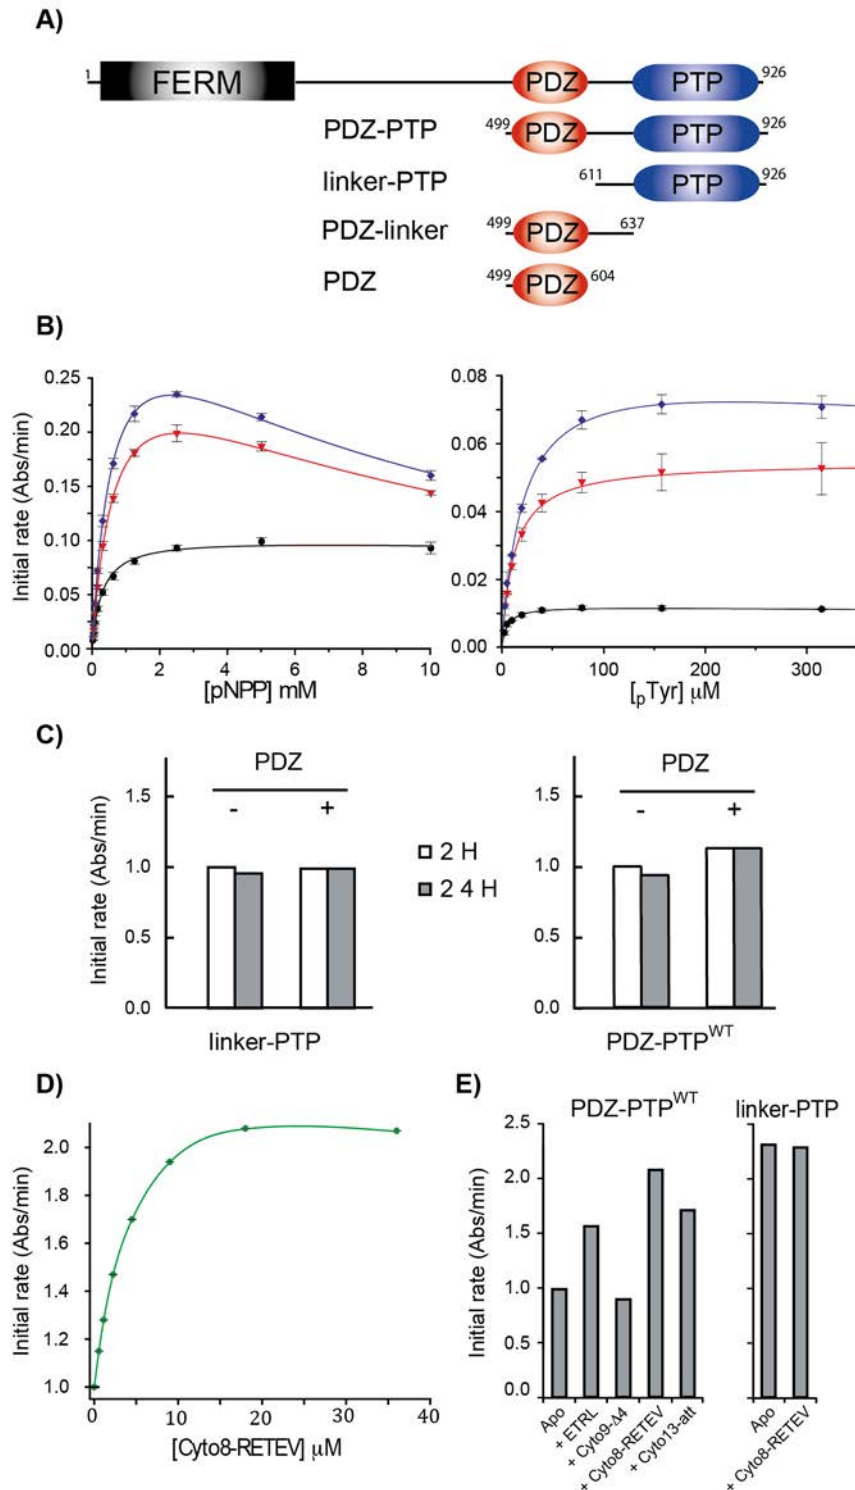 A)
1 FERM PDZ PTP 926
PDZ-PTP 499 PDZ PTP 926
linker-PTP 611 PTP 926
PDZ-linker 499 PDZ 637
PDZ 499 PDZ 604
B)
Initial rate (Abs/min)
0.25
0.20
0.15
0.10
0.05
0.00
0 2 4 6 8 10
[pNPP] mM
0.08
0.06
0.04
0.02
0.00
0 100 200 300
[pTyr] μM
C)
Initial rate (Abs/min)
1.5
1.0
0.5
0.0
PDZ
- +
linker-PTP
2 H
2 4 H
Initial rate (Abs/min)
1.5
1.0
0.5
0.0
PDZ
- +
PDZ-PTPWT
D)
Initial rate (Abs/min)
2.0
1.8
1.6
1.4
1.2
1.0
0 10 20 30 40
[Cyto8-RETEV] μM
E)
PDZ-PTPWT
linker-PTP
Initial rate (Abs/min)
2.5
2.0
1.5
1.0
0.5
0.0
Apo
+ ETRL
+ Cyto9-Δ4
+ Cyto8-RETEV
+ Cyto13-att
Apo
+ Cyto8-RETEV